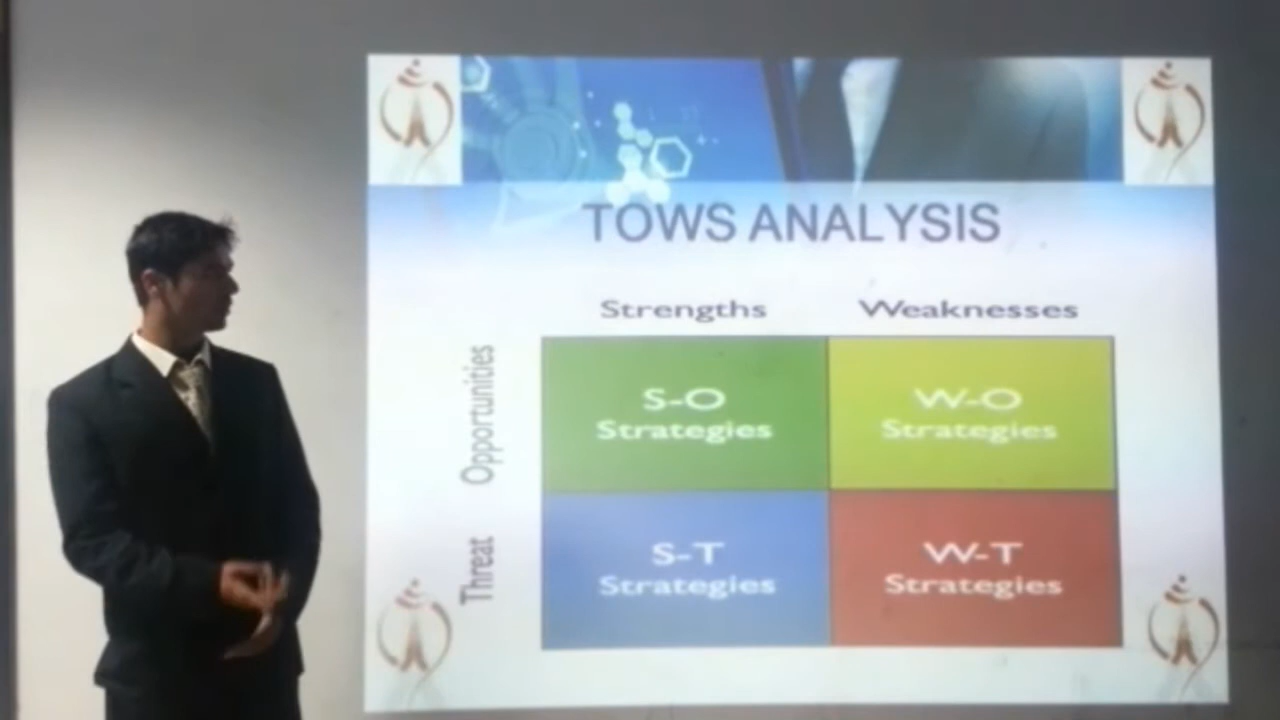 TOWS ANALYSIS
Strengths Weaknesses
Opportunities
S-O
Strategies
W-O
Strategies
Threat
S-T
Strategies
W-T
Strategies